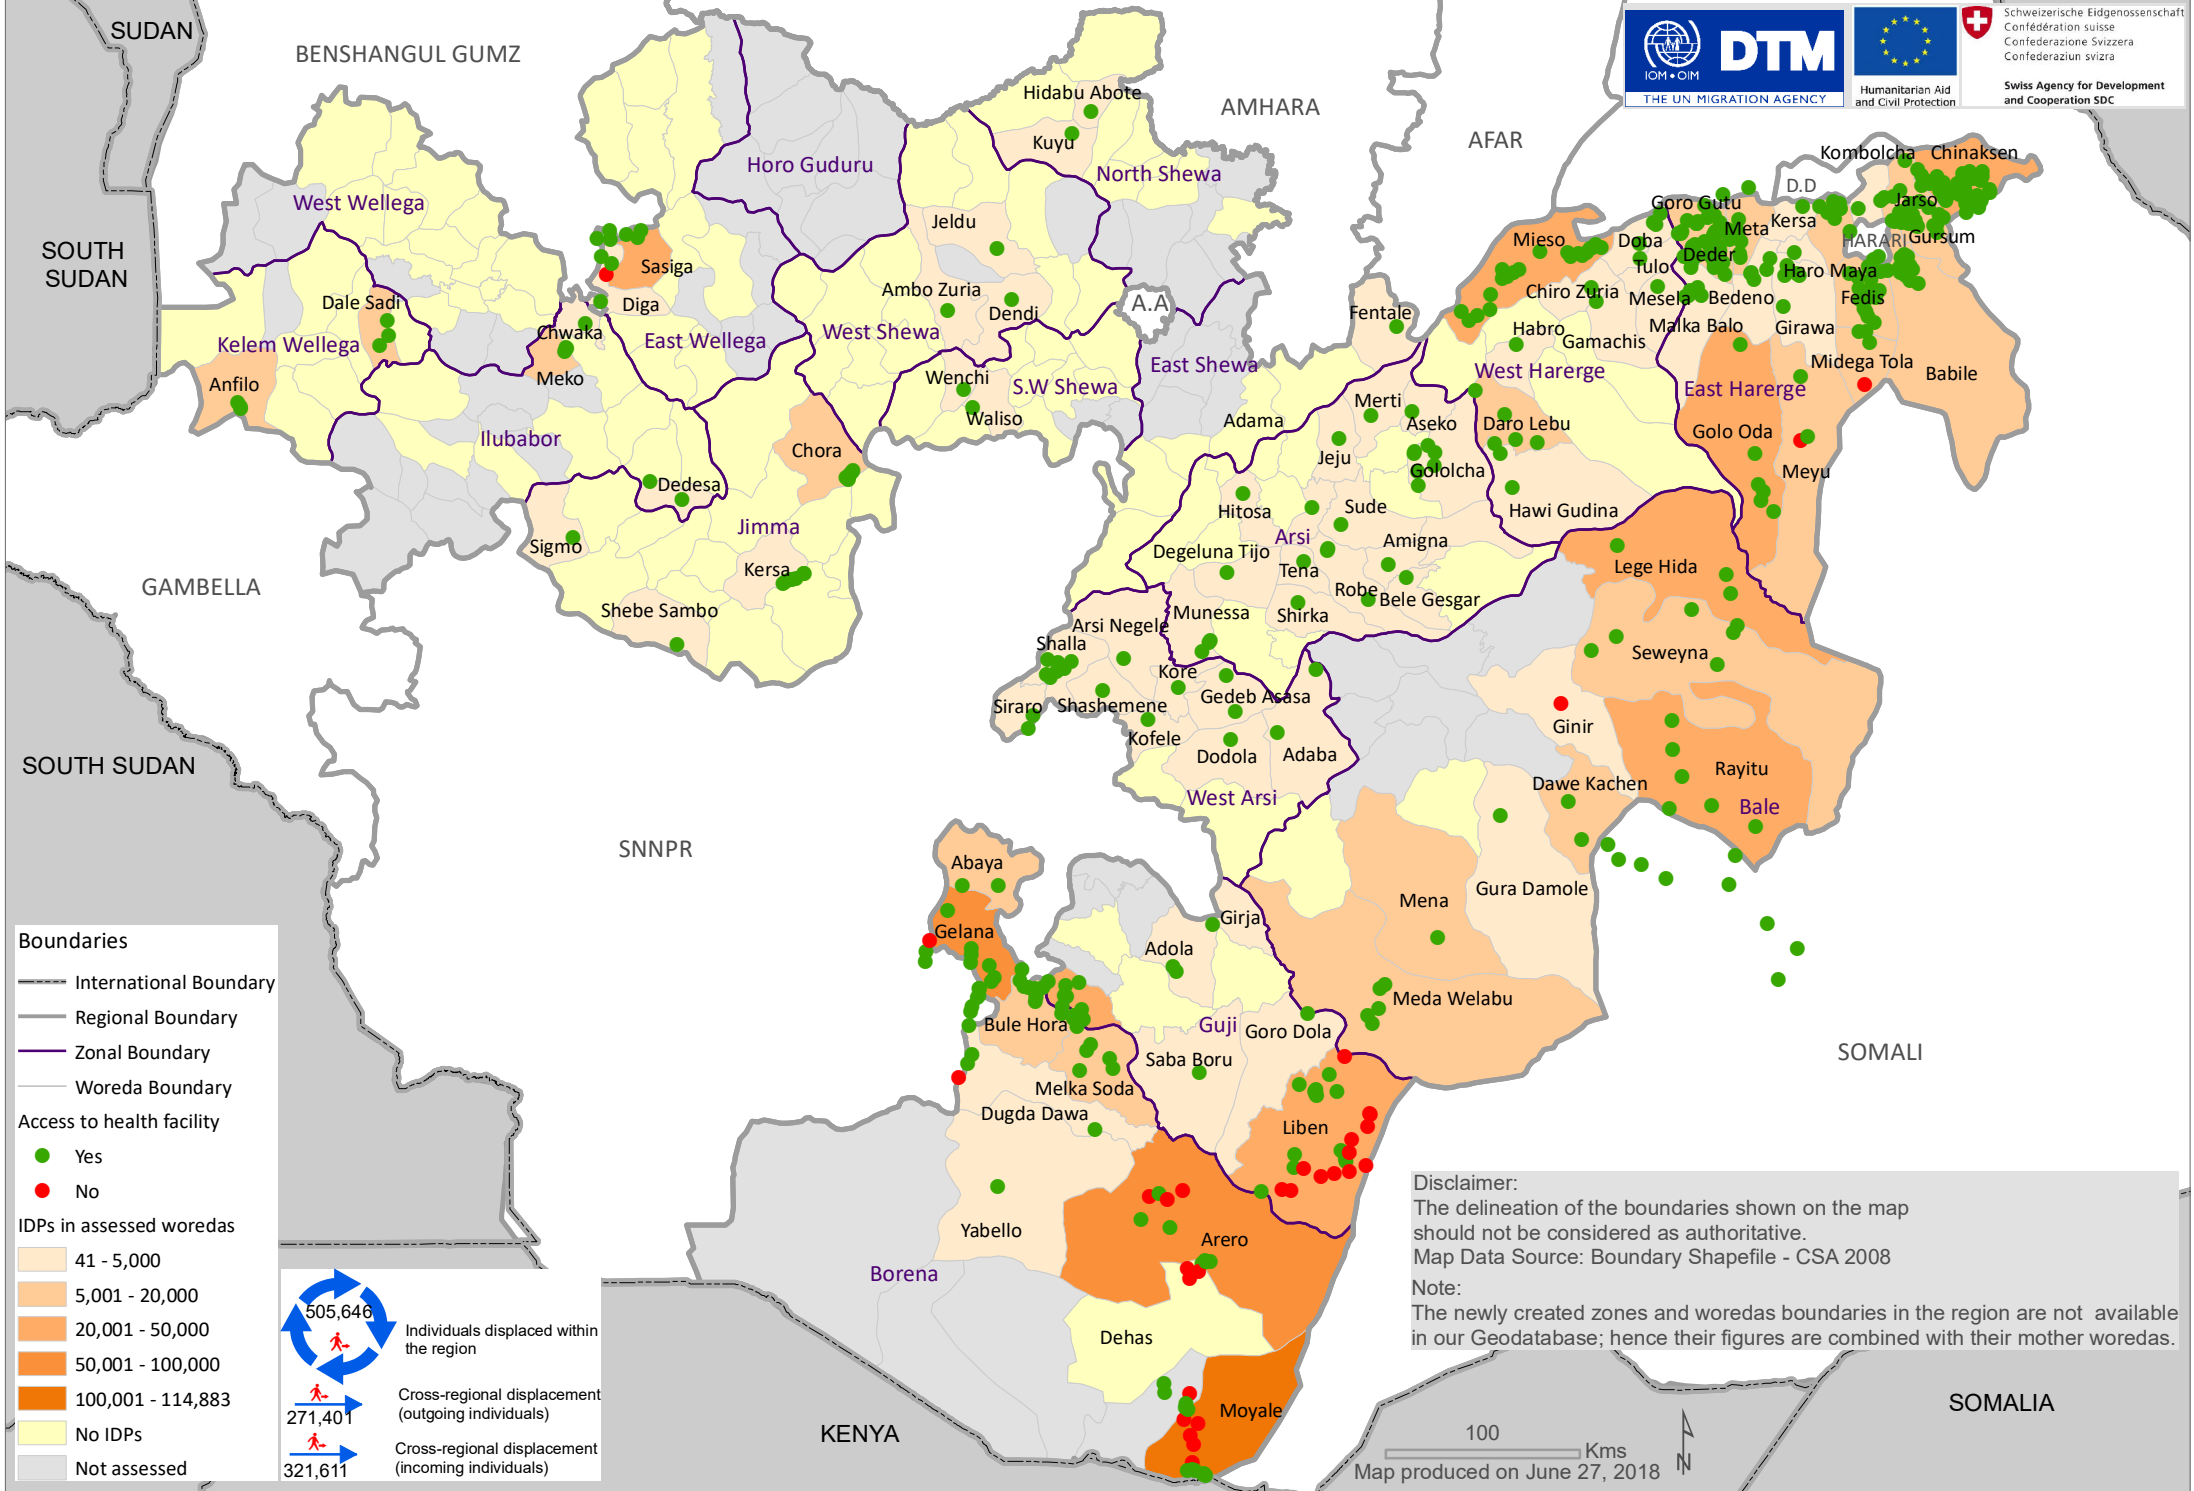 SUDAN
BENSHANGUL GUMZ
AMHARA
AFAR
SOUTH
SUDAN
GAMBELLA
SOUTH SUDAN
SNNPR
SOMALI
KENYA
SOMALIA
IOM • OIM
DTM
THE UN MIGRATION AGENCY
Humanitarian Aid
and Civil Protection
Schweizerische Eidgenossenschaft
Confédération suisse
Confederazione Svizzera
Confederaziun svizra
Swiss Agency for Development
and Cooperation SDC
Hidabu Abote
Kuyu
North Shewa
Horo Guduru
West Wellega
Jeldu
Sasiga
Diga
Dale Sadi
Chwaka
Kelem Wellega
East Wellega
Ambo Zuria
Dendi
West Shewa
A.A
East Shewa
Anfilo
Meko
Wenchi
S.W Shewa
Waliso
Adama
Ilubabor
Chora
Dedesa
Jimma
Sigmo
Kersa
Shebe Sambo
Kombolcha
Chinaksen
D.D
Goro Gutu
Jarso
Meta
Kersa
HARARI
Gursum
Mieso
Doba
Deder
Tulo
Haro Maya
Chiro Zuria
Mesela
Bedeno
Fedis
Fentale
Habro
Gamachis
Malka Balo
Girawa
Midega Tola
Babile
West Harerge
East Harerge
Merti
Aseko
Daro Lebu
Golo Oda
Jeju
Gololcha
Meyu
Hitosa
Sude
Hawi Gudina
Arsi
Degeluna Tijo
Amigna
Tena
Lege Hida
Robe
Bele Gesgar
Munessa
Shirka
Arsi Negele
Shalla
Seweyna
Kore
Gedeb Asasa
Siraro
Shashemene
Ginir
Kofele
Dodola
Adaba
Rayitu
Dawe Kachen
West Arsi
Bale
Abaya
Gura Damole
Mena
Girja
Gelana
Adola
Meda Welabu
Bule Hora
Guji
Goro Dola
Saba Boru
Melka Soda
Dugda Dawa
Liben
Yabello
Arero
Borena
Dehas
Moyale
Boundaries
International Boundary
Regional Boundary
Zonal Boundary
Woreda Boundary
Access to health facility
Yes
No
IDPs in assessed woredas
41 - 5,000
5,001 - 20,000
20,001 - 50,000
50,001 - 100,000
100,001 - 114,883
No IDPs
Not assessed
505,646
Individuals displaced within
the region
271,401
Cross-regional displacement
(outgoing individuals)
321,611
Cross-regional displacement
(incoming individuals)
Disclaimer:
The delineation of the boundaries shown on the map
should not be considered as authoritative.
Map Data Source: Boundary Shapefile - CSA 2008
Note:
The newly created zones and woredas boundaries in the region are not available
in our Geodatabase; hence their figures are combined with their mother woredas.
100
Kms
N
Map produced on June 27, 2018